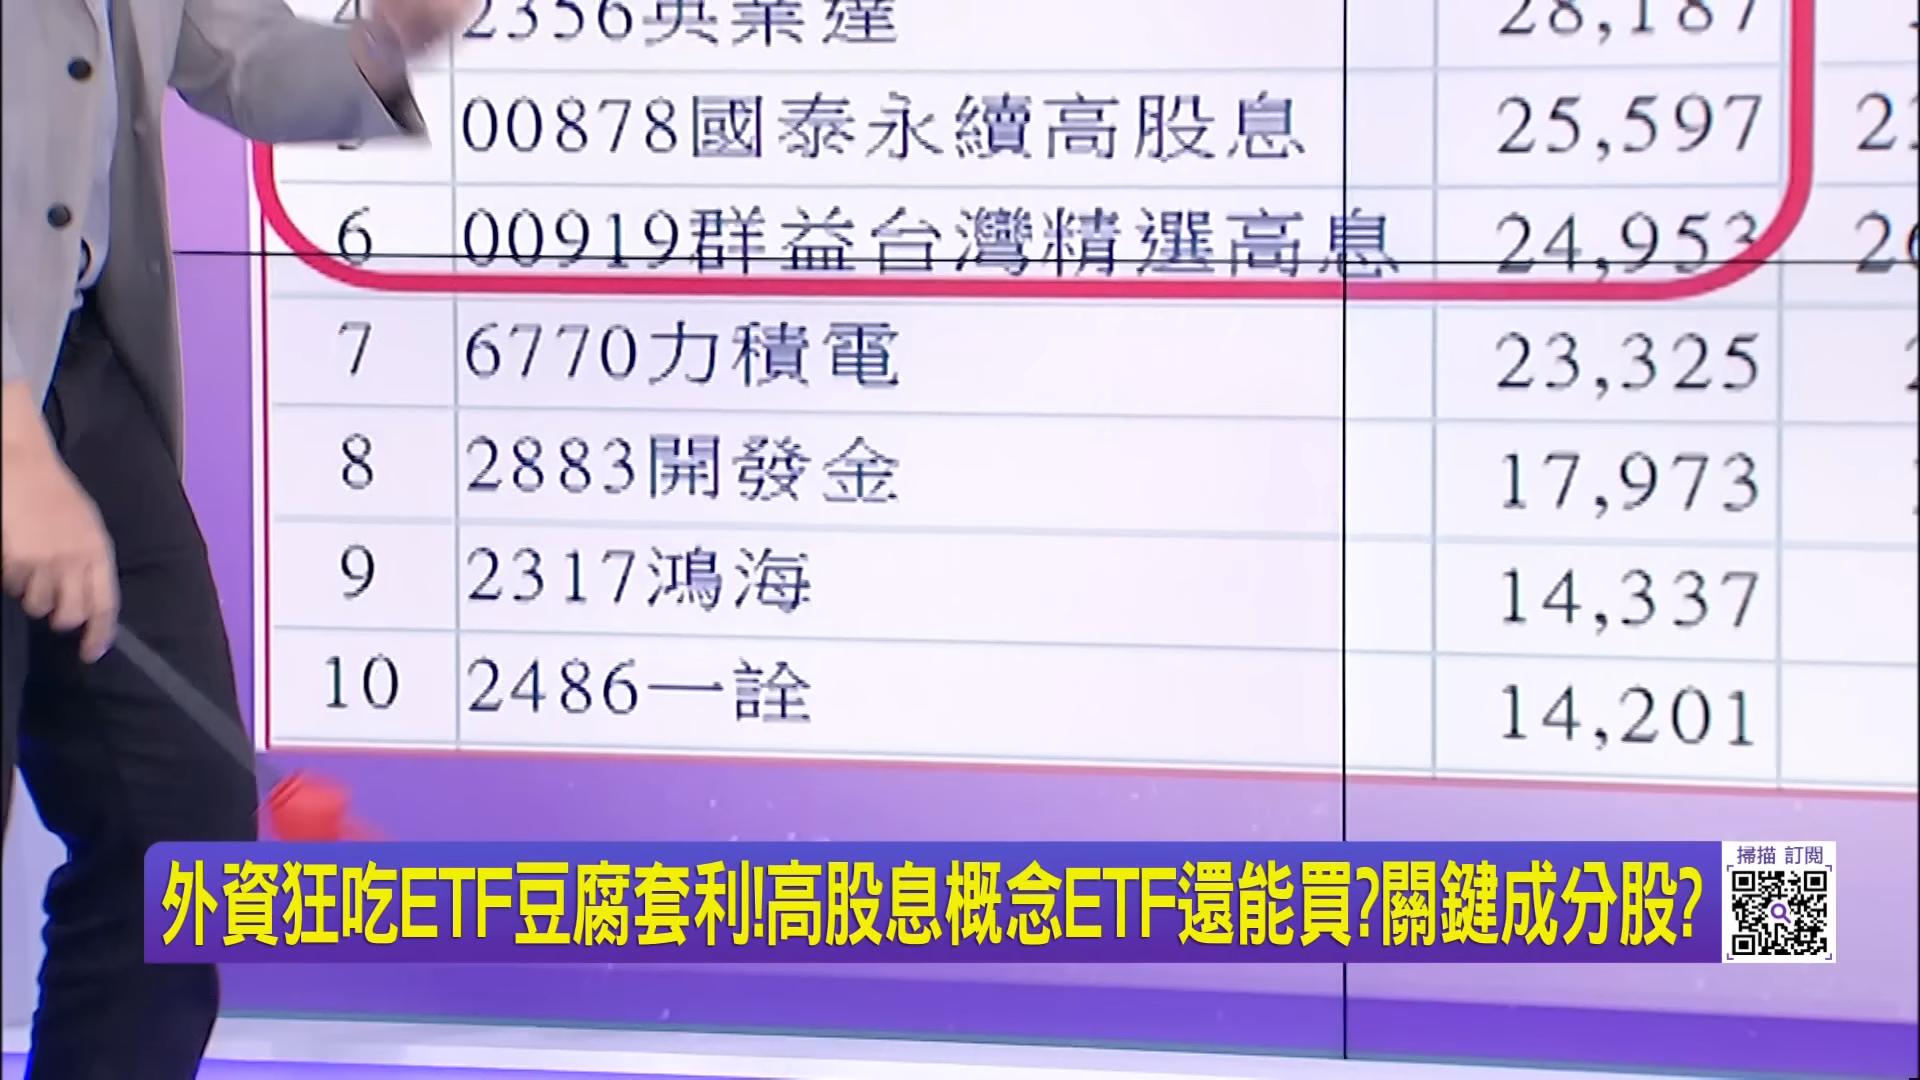 4 2356英業達 28,187
5 00878國泰永續高股息 25,597
6 00919群益台灣精選高息 24,953
7 6770力積電 23,325
8 2883開發金 17,973
9 2317鴻海 14,337
10 2486一詮 14,201
外資狂吃ETF豆腐套利!高股息概念ETF還能買?關鍵成分股?
掃描 訂閱